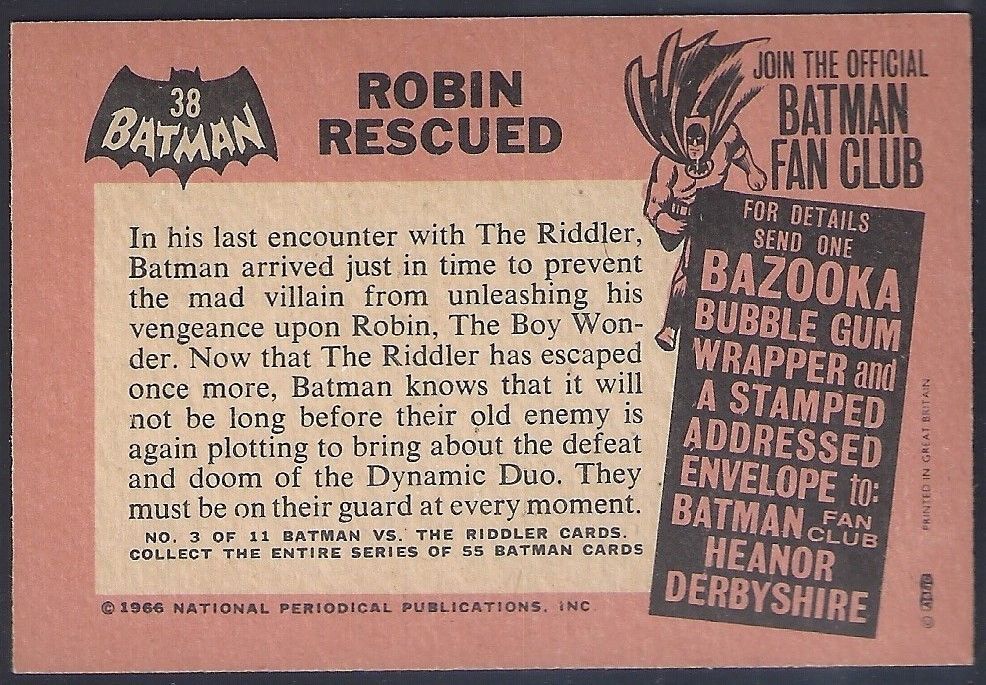 38
BATMAN
ROBIN
RESCUED
In his last encounter with The Riddler,
Batman arrived just in time to prevent
the mad villain from unleashing his
vengeance upon Robin, The Boy Won-
der. Now that The Riddler has escaped
once more, Batman knows that it will
not be long before their old enemy is
again plotting to bring about the defeat
and doom of the Dynamic Duo. They
must be on their guard at every moment.
NO. 3 OF 11 BATMAN VS. THE RIDDLER CARDS.
COLLECT THE ENTIRE SERIES OF 55 BATMAN CARDS
© 1966 NATIONAL PERIODICAL PUBLICATIONS, INC.
JOIN THE OFFICIAL
BATMAN
FAN CLUB
FOR DETAILS
SEND ONE
BAZOOKA
BUBBLE GUM
WRAPPER and
A STAMPED
ADDRESSED
ENVELOPE to:
BATMAN FAN CLUB
HEANOR
DERBYSHIRE
PRINTED IN GREAT BRITAIN
©